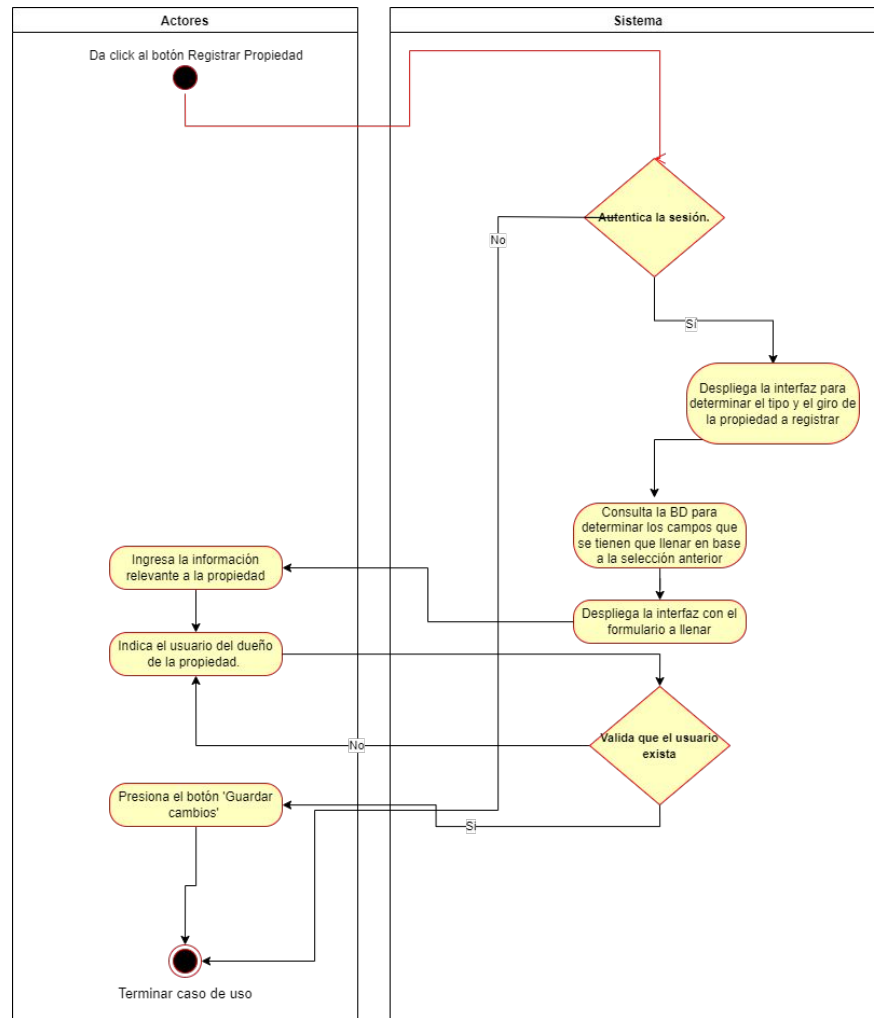 Actores
Sistema
Da click al botón Registrar Propiedad
Autentica la sesión.
No
Sí
Despliega la interfaz para
determinar el tipo y el giro de
la propiedad a registrar
Consulta la BD para
determinar los campos que
se tienen que llenar en base
a la selección anterior
Ingresa la información
relevante a la propiedad
Despliega la interfaz con el
formulario a llenar
Indica el usuario del dueño
de la propiedad.
Valida que el usuario
exista
No
Presiona el botón 'Guardar
cambios'
Si
Terminar caso de uso